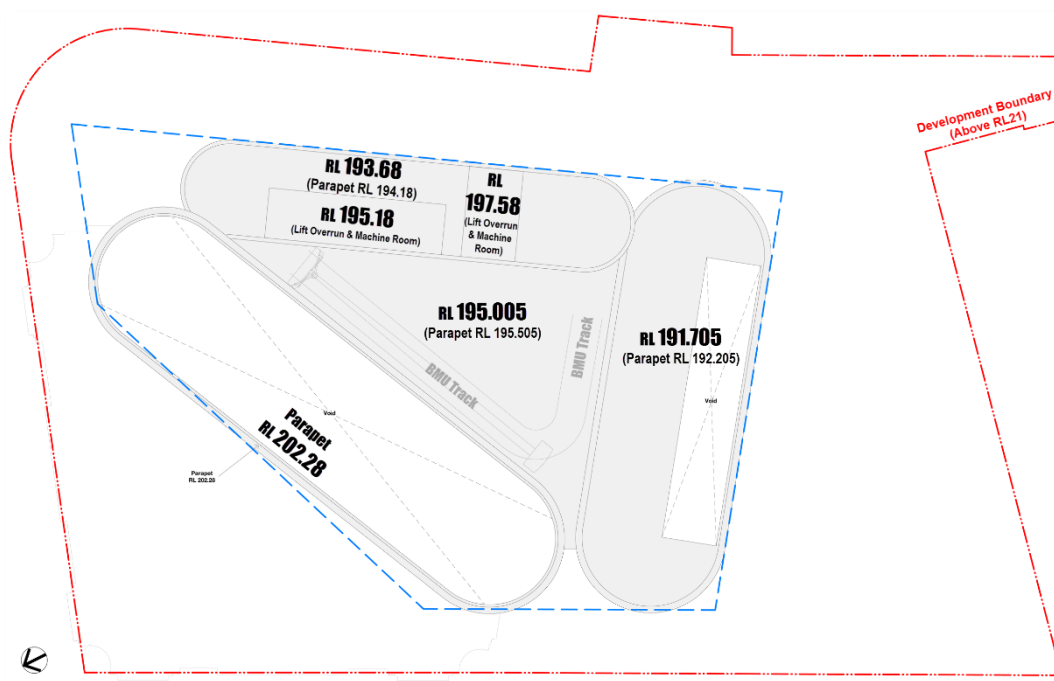 Development Boundary
(Above RL21)
RL 193.68
(Parapet RL 194.18)
RL
197.58
(Lift Overrun
& Machine
Room)
RL 195.18
(Lift Overrun & Machine Room)
RL 195.005
(Parapet RL 195.505)
RL 191.705
(Parapet RL 192.205)
BMU Track
BMU Track
Void
Void
Parapet
RL 202.28
Parapet
RL 202.28